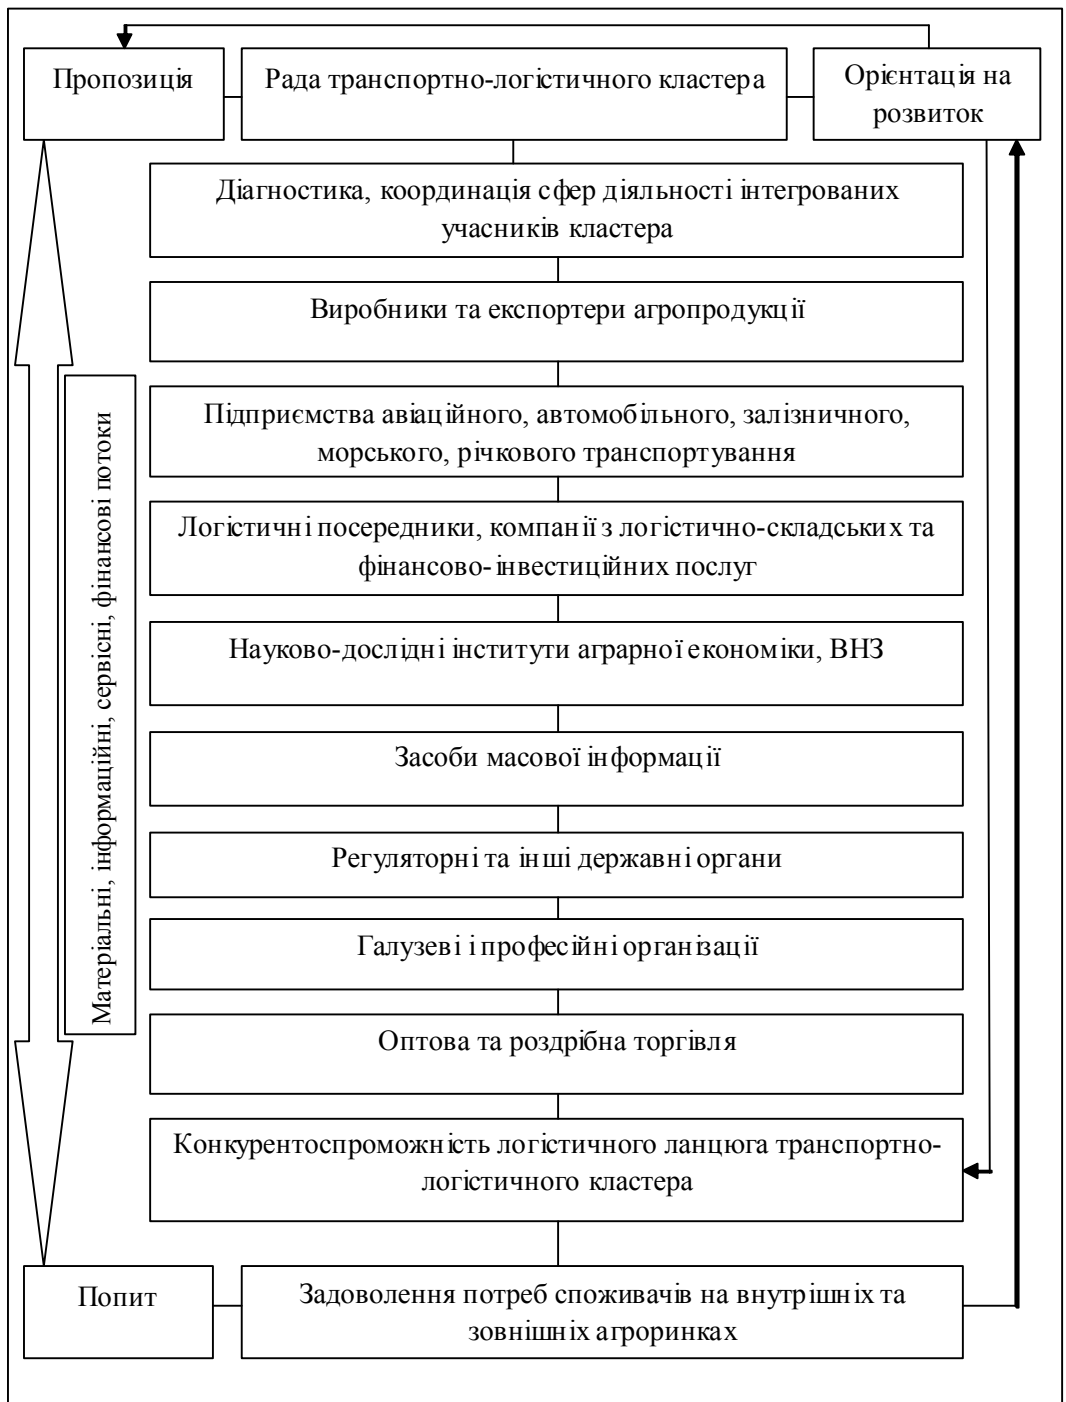 Пропозиція
Рада транспортно-логістичного кластера
Орієнтація на
розвиток
Діагностика, координація сфер діяльності інтегрованих
учасників кластера
Виробники та експортери агропродукції
Підприємства авіаційного, автомобільного, залізничного,
морського, річкового транспортування
Логістичні посередники, компанії з логістично-складських та
фінансово-інвестиційних послуг
Науково-дослідні інститути аграрної економіки, ВНЗ
Засоби масової інформації
Регуляторні та інші державні органи
Галузеві і професійні організації
Оптова та роздрібна торгівля
Матеріальні, інформаційні, сервісні, фінансові потоки
Конкурентоспроможність логістичного ланцюга транспортно-
логістичного кластера
Попит
Задоволення потреб споживачів на внутрішніх та
зовнішніх агроринках